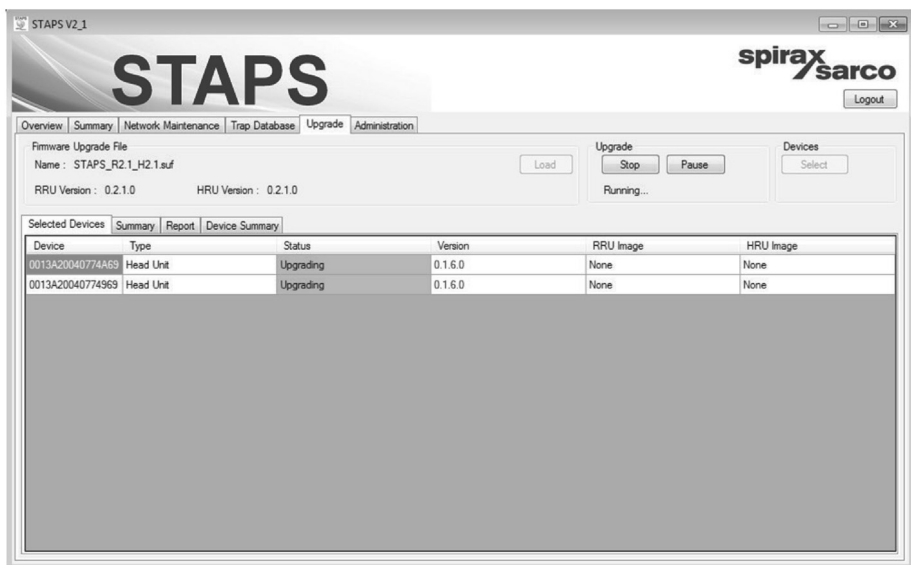 STAPS V2_1
STAPS
spirax
sarco
Logout
Overview Summary Network Maintenance Trap Database Upgrade Administration
Firmware Upgrade File Upgrade Devices
Name : STAPS_R2.1_H2.1.suf Load Stop Pause Select
RRU Version : 0.2.1.0 HRU Version : 0.2.1.0 Running...
Selected Devices Summary Report Device Summary
Device Type Status Version RRU Image HRU Image
0013A20040774A69 Head Unit Upgrading 0.1.6.0 None None
0013A20040774969 Head Unit Upgrading 0.1.6.0 None None